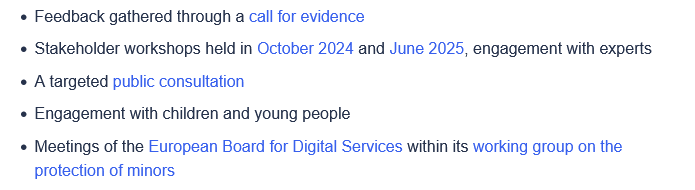 • Feedback gathered through a call for evidence
• Stakeholder workshops held in October 2024 and June 2025, engagement with experts
• A targeted public consultation
• Engagement with children and young people
• Meetings of the European Board for Digital Services within its working group on the
protection of minors